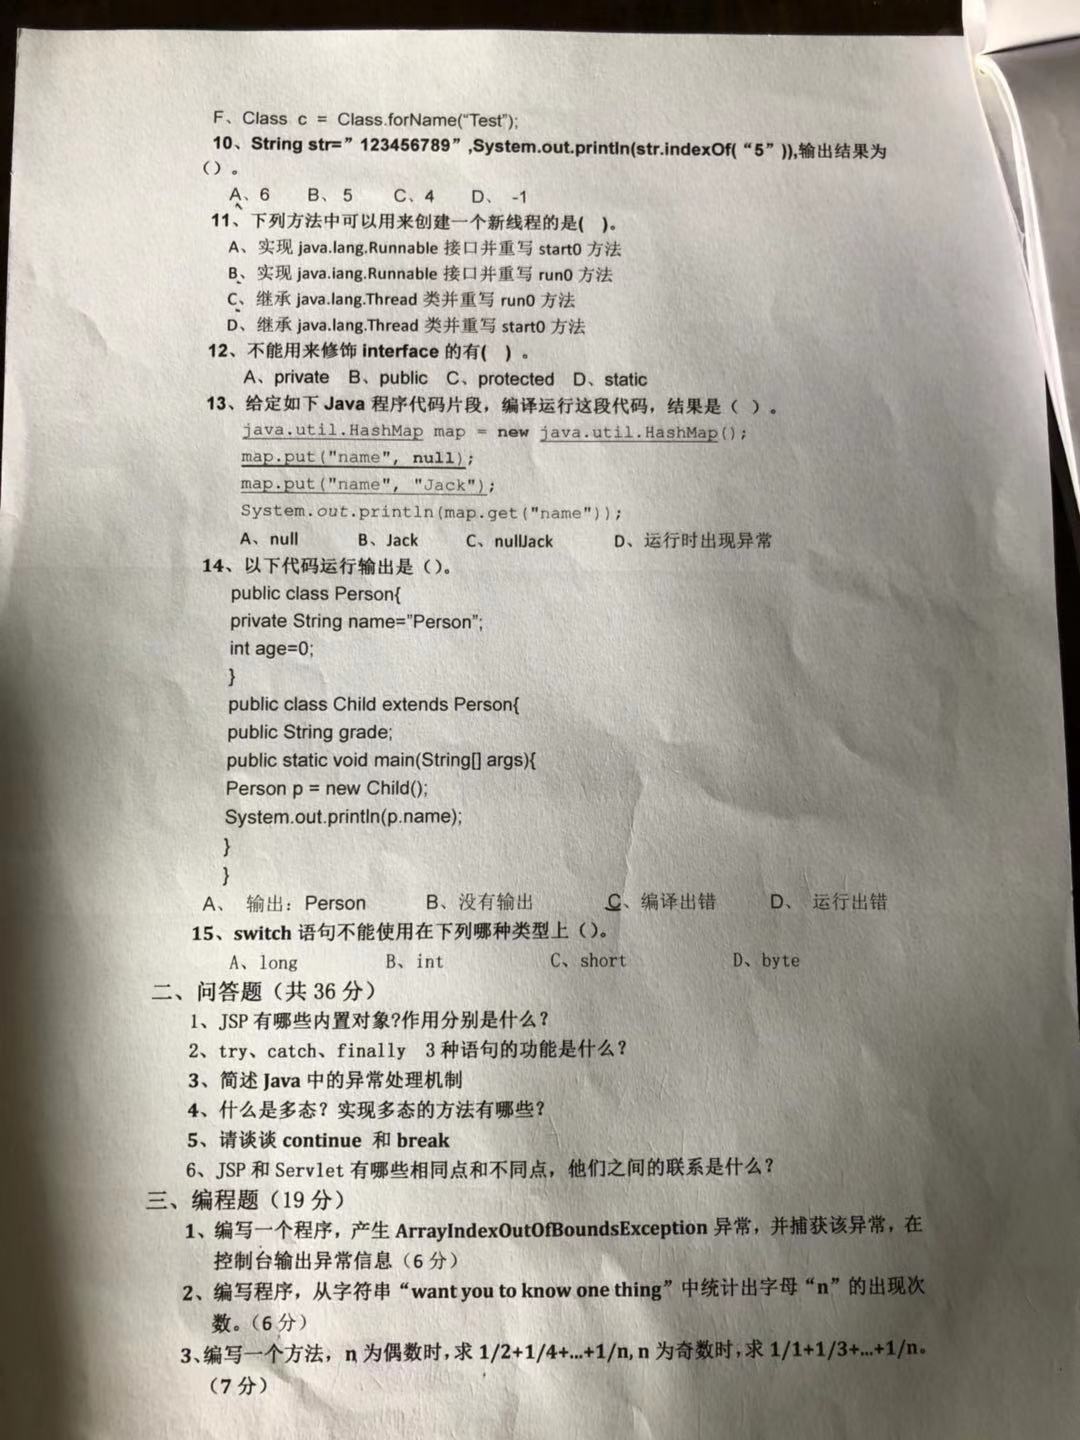 F、Class c = Class.forName(“Test”);
10、String str=” 123456789” ,System.out.println(str.indexOf( “5” )),输出结果为
（）。
A、6 B、5 C、4 D、-1
11、下列方法中可以用来创建一个新线程的是( )。
A、实现 java.lang.Runnable 接口并重写 start0 方法
B、实现 java.iang.Runnable 接口并重写 run0 方法
C、继承 java.lang.Thread 类并重写 run0 方法
D、继承 java.lang.Thread 类并重写 start0 方法
12、不能用来修饰 interface 的有( ) 。
A、private B、public C、protected D、static
13、给定如下 Java 程序代码片段，编译运行这段代码，结果是（ ）。
java.util.HashMap map = new java.util.HashMap();
map.put("name", null);
map.put("name", "Jack");
System.out.println(map.get("name"));
A、null B、Jack C、nullJack D、运行时出现异常
14、以下代码运行输出是（）。
public class Person{
private String name=”Person”;
int age=0;
}
public class Child extends Person{
public String grade;
public static void main(String[] args){
Person p = new Child();
System.out.println(p.name);
}
}
A、 输出：Person B、没有输出 C、编译出错 D、 运行出错
15、switch 语句不能使用在下列哪种类型上（）。
A、long B、int C、short D、byte
二、问答题（共 36 分）
1、JSP 有哪些内置对象?作用分别是什么？
2、try、catch、finally 3 种语句的功能是什么？
3、简述 Java 中的异常处理机制
4、什么是多态？实现多态的方法有哪些？
5、请谈谈 continue 和 break
6、JSP 和 Servlet 有哪些相同点和不同点，他们之间的联系是什么？
三、编程题（19 分）
1、编写一个程序，产生 ArrayIndexOutOfBoundsException 异常，并捕获该异常，在
控制台输出异常信息（6 分）
2、编写程序，从字符串“want you to know one thing”中统计出字母“n”的出现次
数。（6 分）
3、编写一个方法，n 为偶数时，求 1/2+1/4+...+1/n, n 为奇数时，求 1/1+1/3+...+1/n。
（7 分）